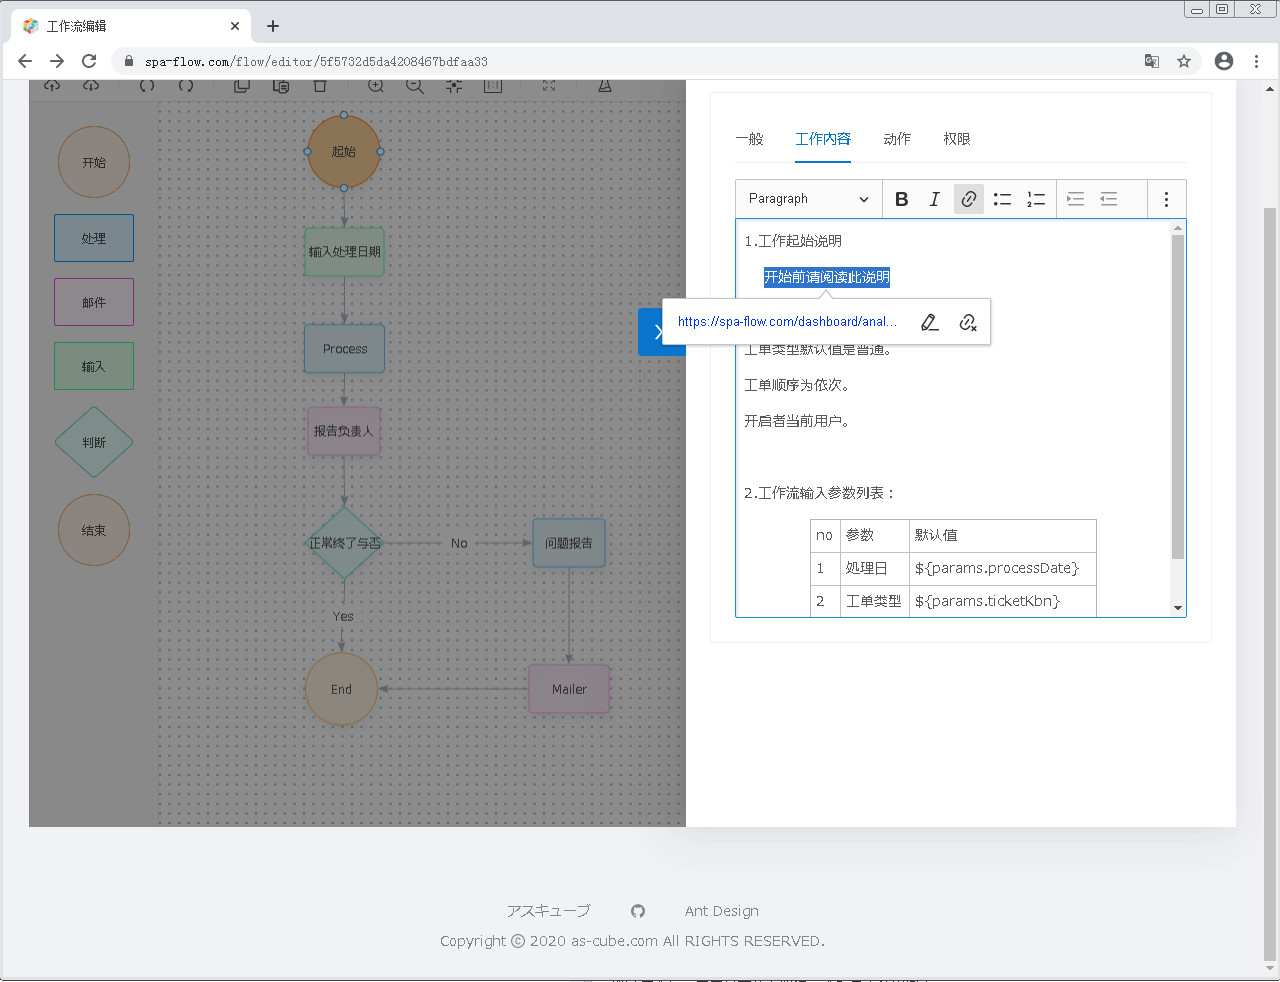 工作流编辑
spa-flow.com/flow/editor/5f5732d5da4208467bdfaa33
开始
处理
邮件
输入
判断
结束
起始
输入处理日期
Process
报告负责人
正常终了与否
No
问题报告
Yes
End
Mailer
一般 工作内容 动作 权限
Paragraph
1.工作起始说明
开始前请阅读此说明
https://spa-flow.com/dashboard/anal...
工单类型默认值是普通。
工单顺序为依次。
开启者当前用户。
2.工作流输入参数列表：
no 参数 默认值
1 处理日 ${params.processDate}
2 工单类型 ${params.ticketKbn}
アスキューブ Ant Design
Copyright © 2020 as-cube.com All RIGHTS RESERVED.